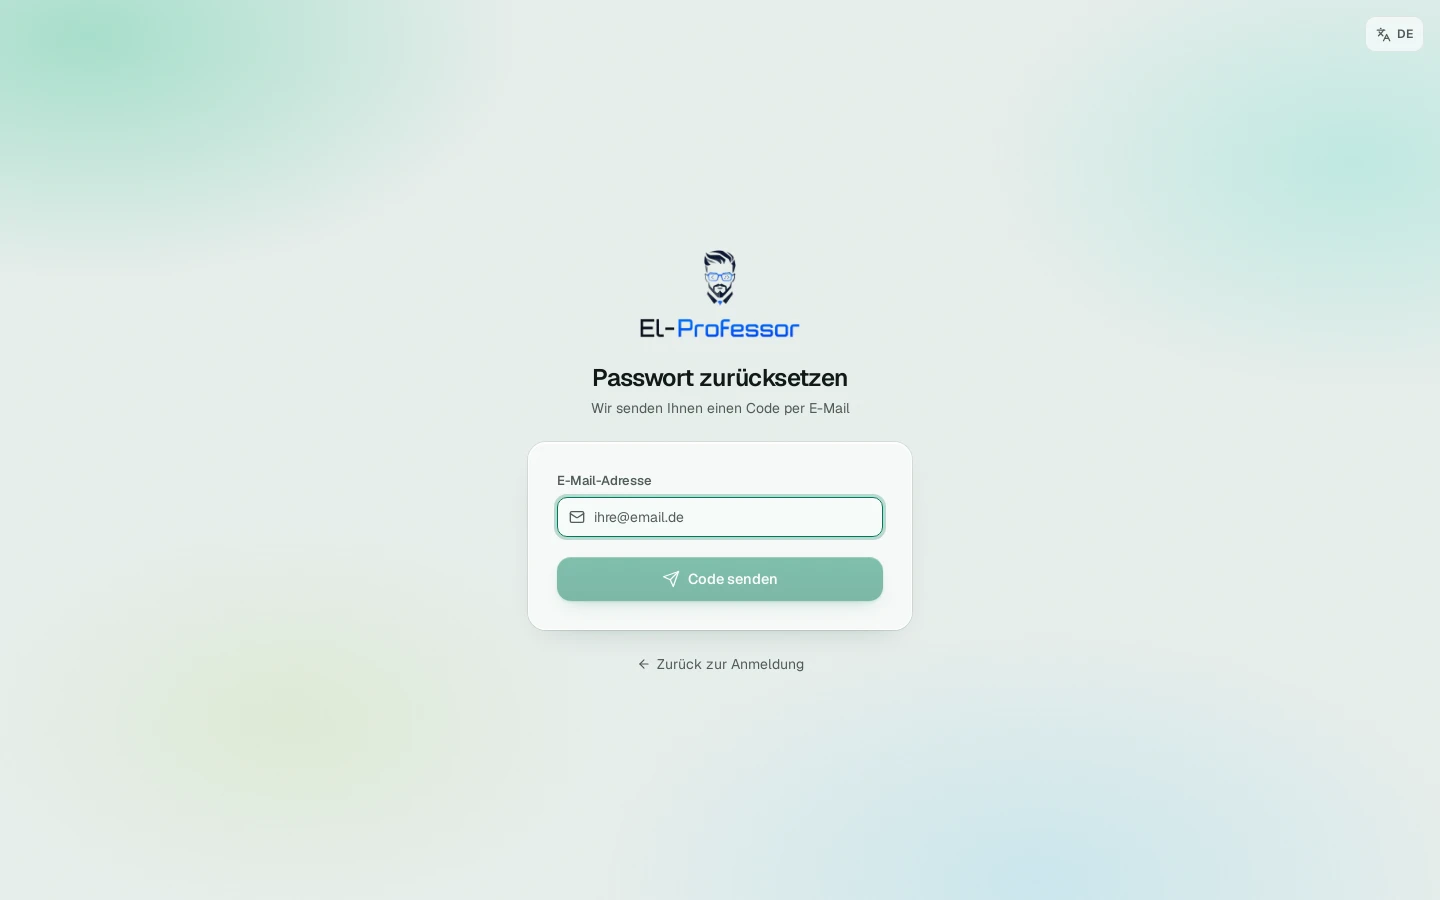 DE
El-Professor
Passwort zurücksetzen
Wir senden Ihnen einen Code per E-Mail
E-Mail-Adresse
ihre@email.de
Code senden
Zurück zur Anmeldung